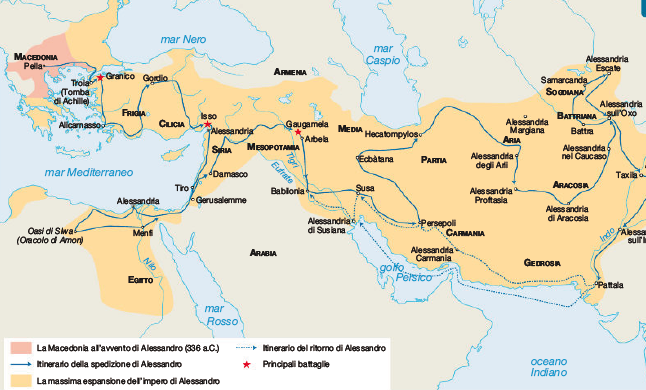 mar Nero
mar
Caspio
MACEDONIA
Pella
Granico
Troia
(Tomba
di Achille)
Gordio
ARMENIA
Alessandria
Escate
Samarcanda
SOGDIANA
Alicarnasso
FRIGIA
CILICIA
Isso
Alessandria
Gaugamela
Arbela
MEDIA
Hecatompylos
Alessandria
Margiana
BATTRIANA
Battra
Alessandria
sull'Oxo
SIRIA
MESOPOTAMIA
Ecbàtana
PARTIA
ARIA
Alessandria
degli Arii
Alessandria
nel Caucaso
mar Mediterraneo
Tiro
Damasco
Tigri
Eufrate
Babilonia
Susa
Alessandria
Proftasia
ARACOSIA
Taxila
Alessandria
Gerusalemme
Alessandria
di Susiana
Persepoli
Alessandria
di Aracosia
Oasi di Siwa
(Oracolo di Amon)
Menfi
CARMANIA
Indo
ARABIA
Alessandria
Carmania
GEDROSIA
EGITTO
Nilo
golfo
Persico
Pattala
mar
Rosso
oceano
Indiano
La Macedonia all'avvento di Alessandro (336 a.C.)
Itinerario del ritorno di Alessandro
Itinerario della spedizione di Alessandro
Principali battaglie
La massima espansione dell'impero di Alessandro